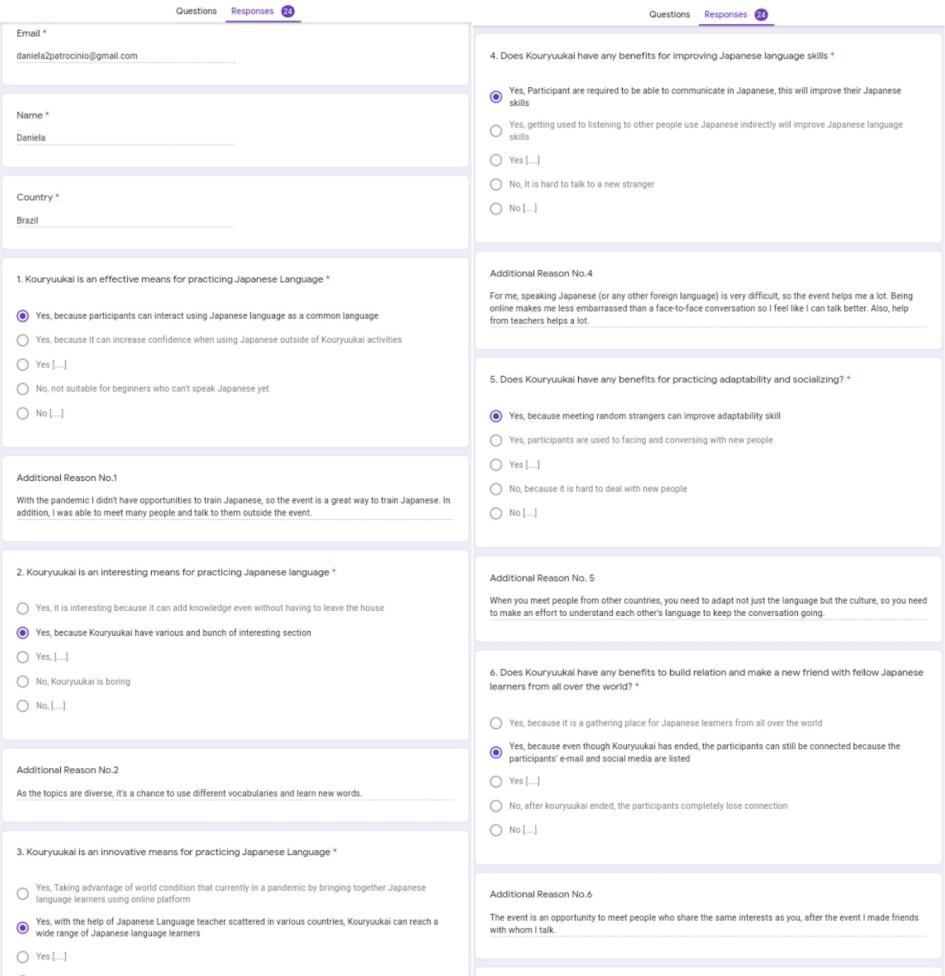 Questions Responses 24
Email *
daniela2patrocinio@gmail.com
Name *
Daniela
Country *
Brazil
1. Kouryuukai is an effective means for practicing Japanese Language *
Yes, because participants can interact using Japanese language as a common language
Yes, because it can increase confidence when using Japanese outside of Kouryuukai activities
Yes [....]
No, not suitable for beginners who can't speak Japanese yet
No [....]
Additional Reason No.1
With the pandemic I didn't have opportunities to train Japanese, so the event is a great way to train Japanese. In
addition, I was able to meet many people and talk to them outside the event.
2. Kouryuukai is an interesting means for practicing Japanese language *
Yes, it is interesting because it can add knowledge even without having to leave the house
Yes, because Kouryuukai have various and bunch of interesting section
Yes, [....]
No, Kouryuukai is boring
No, [....]
Additional Reason No.2
As the topics are diverse, it's a chance to use different vocabularies and learn new words.
3. Kouryuukai is an innovative means for practicing Japanese Language *
Yes, Taking advantage of world condition that currently in a pandemic by bringing together Japanese
language learners using online platform
Yes, with the help of Japanese Language teacher scattered in various countries, Kouryuukai can reach a
wide range of Japanese language learners
Yes [....]
Questions Responses 24
4. Does Kouryuukai have any benefits for improving Japanese language skills *
Yes, Participant are required to be able to communicate in Japanese, this will improve their Japanese
skills
Yes, getting used to listening to other people use Japanese indirectly will improve Japanese language
skills
Yes [....]
No, It is hard to talk to a new stranger
No [....]
Additional Reason No.4
For me, speaking Japanese (or any other foreign language) is very difficult, so the event helps me a lot. Being
online makes me less embarrassed than a face-to-face conversation so I feel like I can talk better. Also, help
from teachers helps a lot.
5. Does Kouryuukai have any benefits for practicing adaptability and socializing? *
Yes, because meeting random strangers can improve adaptability skill
Yes, participants are used to facing and conversing with new people
Yes [....]
No, because it is hard to deal with new people
No [....]
Additional Reason No. 5
When you meet people from other countries, you need to adapt not just the language but the culture, so you need
to make an effort to understand each other's language to keep the conversation going.
6. Does Kouryuukai have any benefits to build relation and make a new friend with fellow Japanese
learners from all over the world? *
Yes, because it is a gathering place for Japanese learners from all over the world
Yes, because even though Kouryuukai has ended, the participants can still be connected because the
participants' e-mail and social media are listed
Yes [....]
No, after kouryuukai ended, the participants completely lose connection
No [....]
Additional Reason No.6
The event is an opportunity to meet people who share the same interests as you, after the event I made friends
with whom I talk.